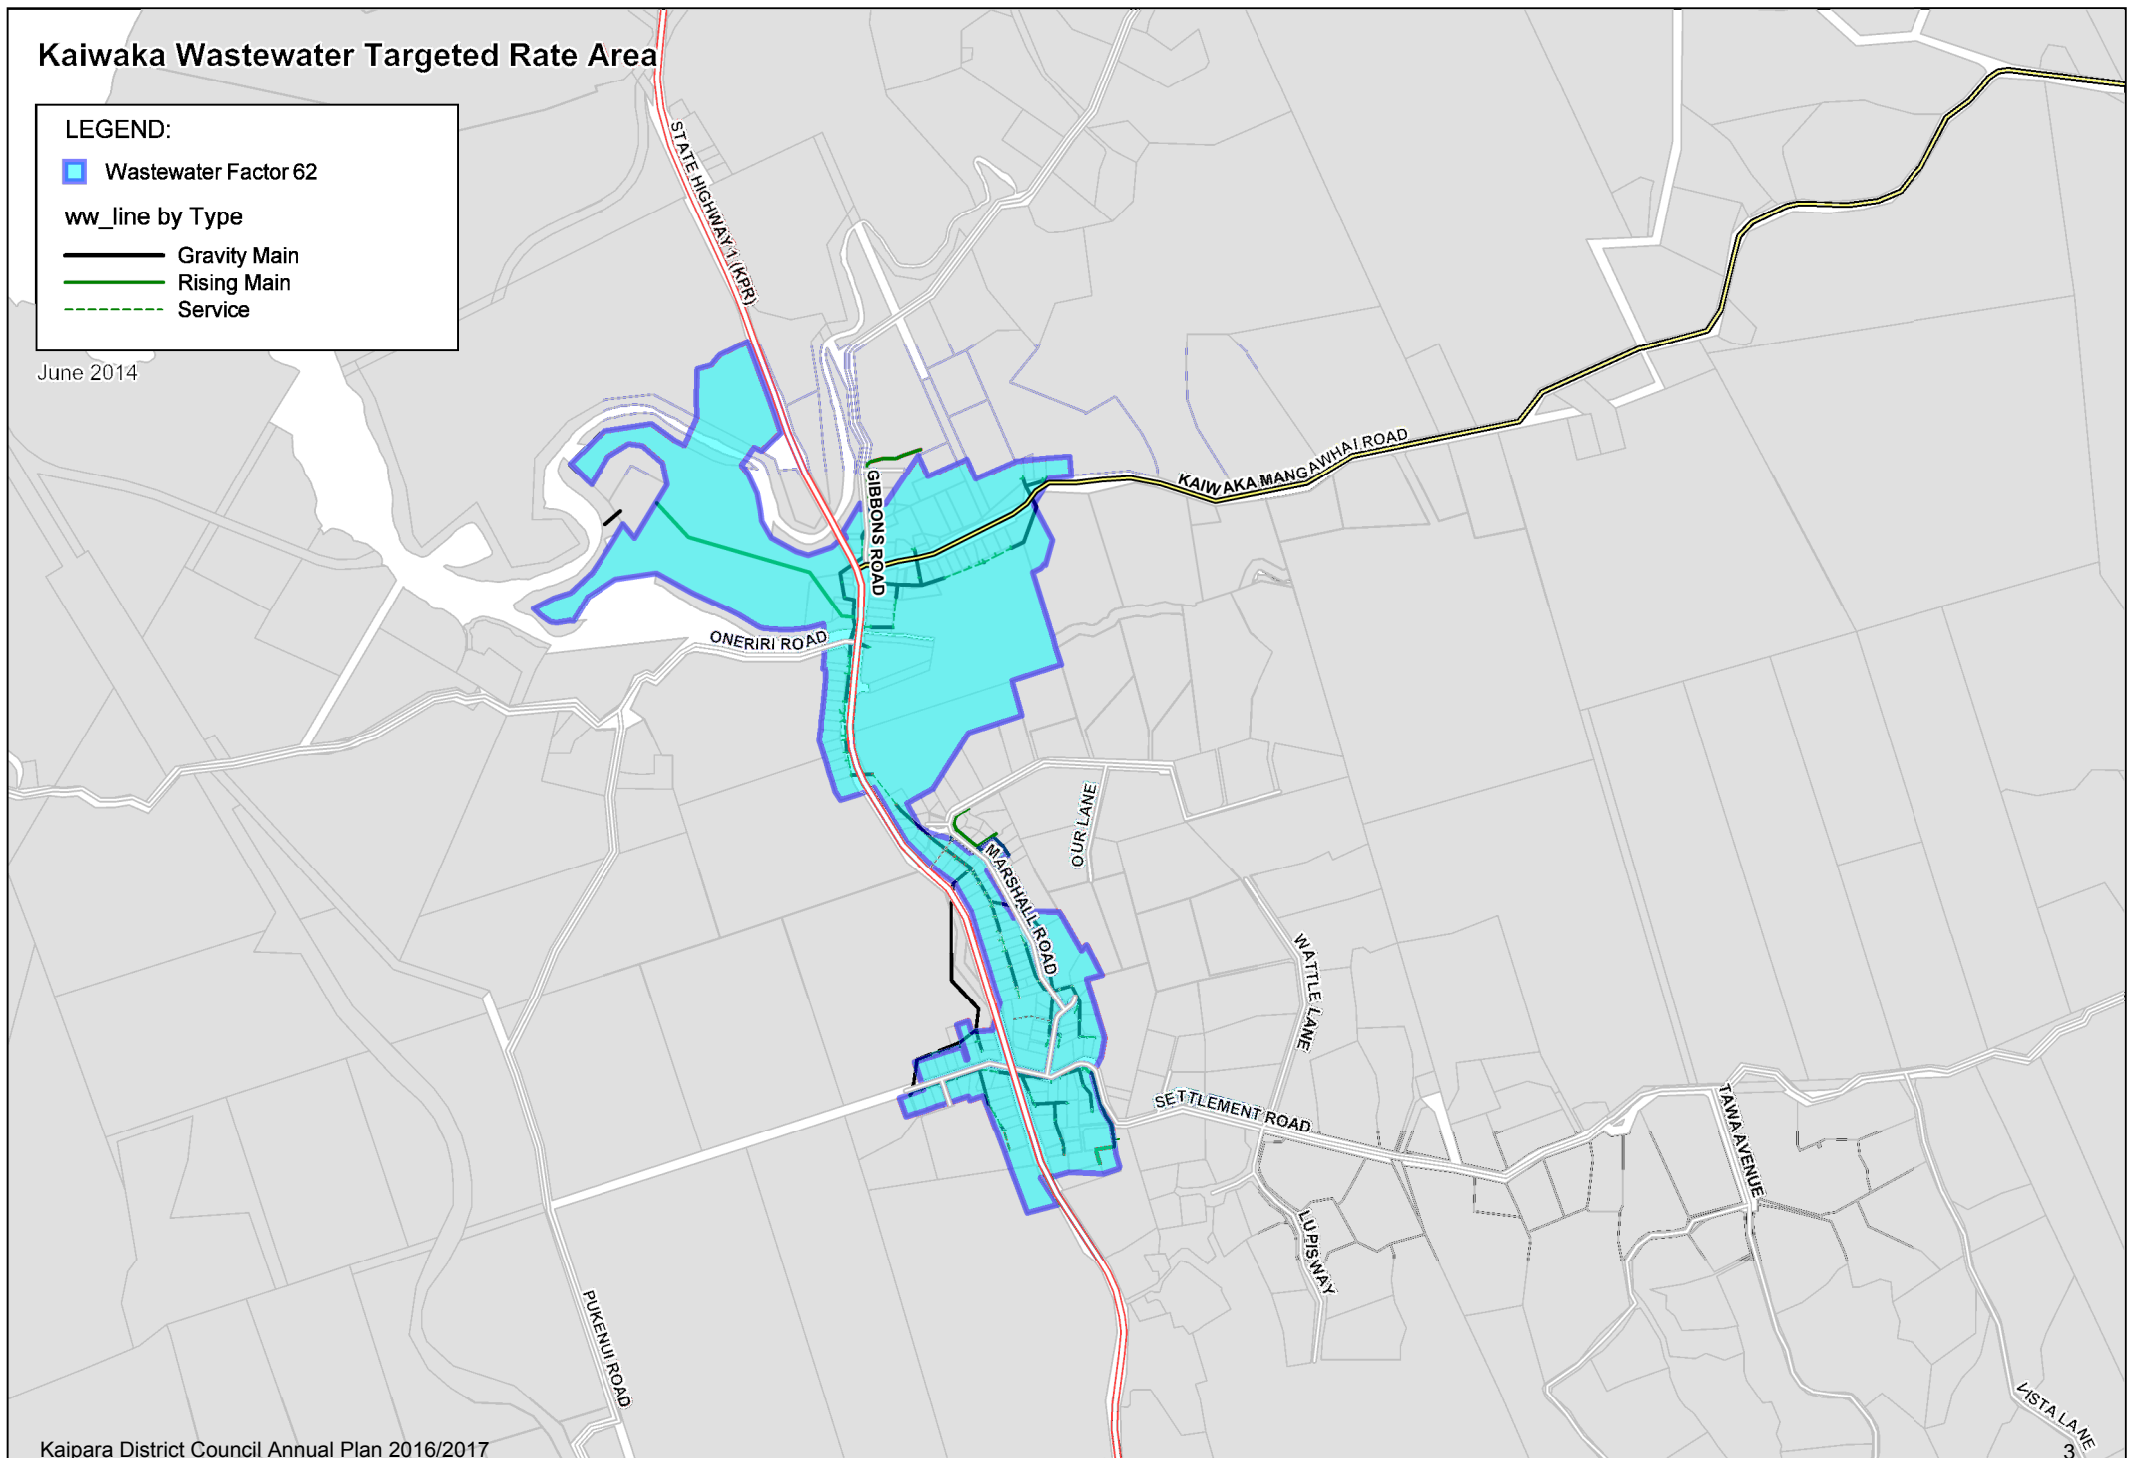 Kaiwaka Wastewater Targeted Rate Area
LEGEND:
Wastewater Factor 62
ww_line by Type
Gravity Main
Rising Main
Service
June 2014
STATE HIGHWAY 1 (KPR)
KAIWAKA MANGAWHAI ROAD
GIBBONS ROAD
ONERIRI ROAD
OUR LANE
MARSHALL ROAD
WATTLE LANE
SETTLEMENT ROAD
TAWA AVENUE
LUPIS WAY
PUKENUI ROAD
VISTA LANE
Kaipara District Council Annual Plan 2016/2017
3